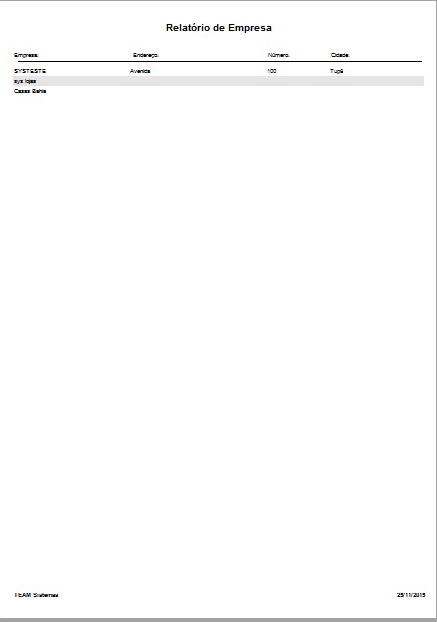 Relatório de Empresa
Empresa: Endereço: Número: Cidade:
SYSTESTE Avenida 100 Tupã
sys lojas
Casas Bahia
TEAM Sistemas 25/11/2015